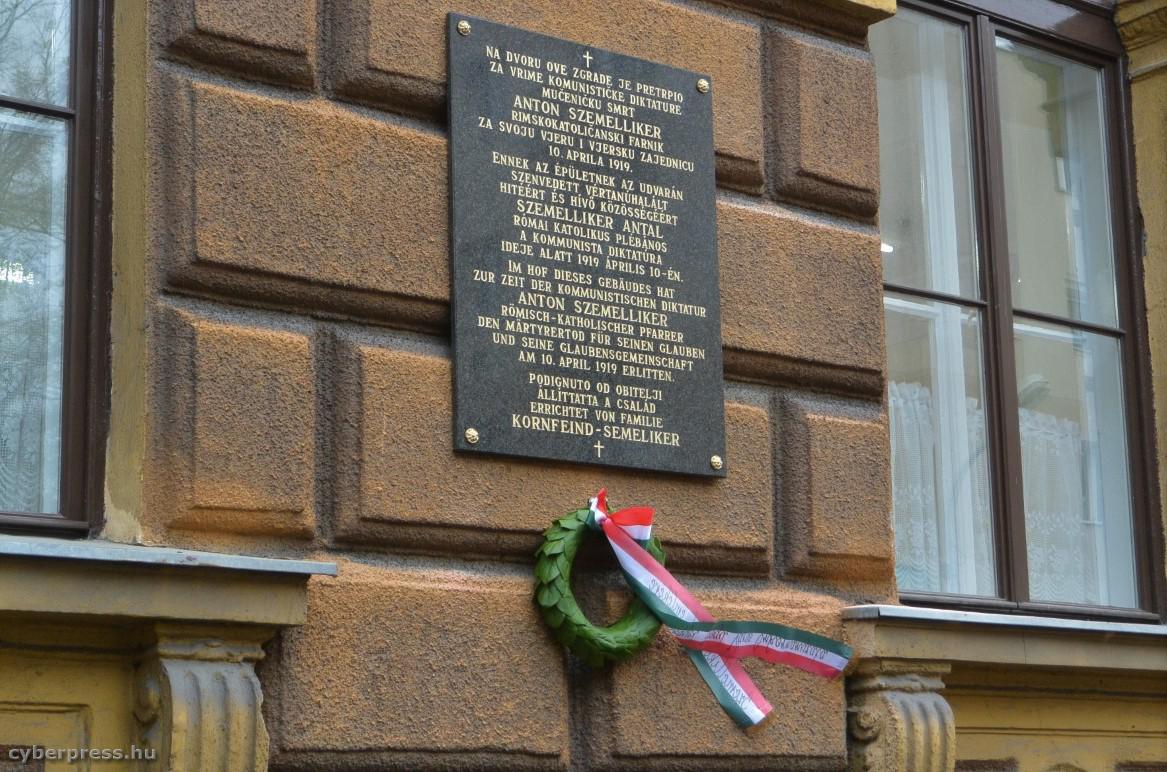 NA DVORU OVE ZGRADE JE PRETRPIO
ZA VRIME KOMUNISTIČKE DIKTATURE
MUČENIČKU SMRT
ANTON SZEMELLIKER
RIMSKOKATOLIČANSKI FARNIK
ZA SVOJU VJERU I VJERSKU ZAJEDNICU
10. APRILA 1919.
ENNEK AZ ÉPÜLETNEK AZ UDVARÁN
SZENVEDETT VÉRTANÚHALÁLT
HITÉÉRT ÉS HÍVŐ KÖZÖSSÉGÉÉRT
SZEMELLIKER ANTAL
RÓMAI KATOLIKUS PLÉBÁNOS
A KOMMUNISTA DIKTATÚRA
IDEJE ALATT 1919 ÁPRILIS 10-ÉN.
IM HOF DIESES GEBÄUDES HAT
ZUR ZEIT DER KOMMUNISTISCHEN DIKTATUR
ANTON SZEMELLIKER
RÖMISCH-KATHOLISCHER PFARRER
DEN MÄRTYRERTOD FÜR SEINEN GLAUBEN
UND SEINE GLAUBENSGEMEINSCHAFT
AM 10. APRIL 1919 ERLITTEN.
PODIGNUTO OD OBITELJI
ÁLLÍTTATTA A CSALÁD
ERRICHTET VON FAMILIE
KORNFEIND-SEMELIKER
cyberpress.hu